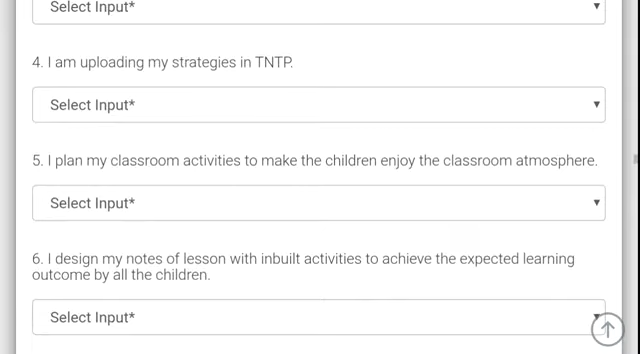 Select Input*
4. I am uploading my strategies in TNTP.
Select Input*
5. I plan my classroom activities to make the children enjoy the classroom atmosphere.
Select Input*
6. I design my notes of lesson with inbuilt activities to achieve the expected learning
outcome by all the children.
Select Input*